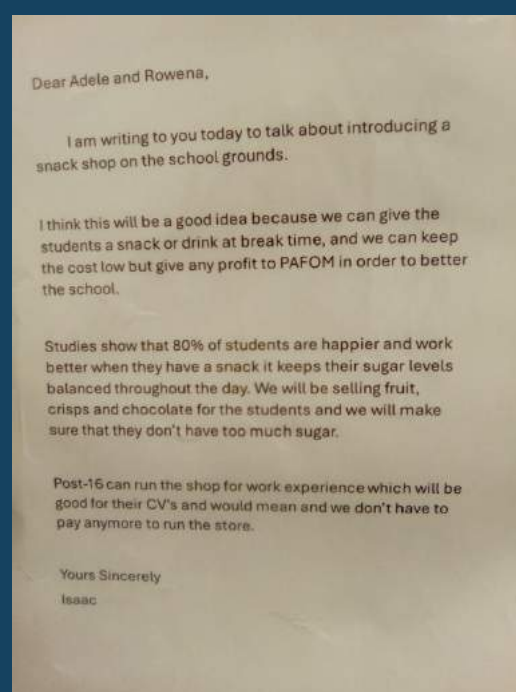 Dear Adele and Rowena,
I am writing to you today to talk about introducing a
snack shop on the school grounds.
I think this will be a good idea because we can give the
students a snack or drink at break time, and we can keep
the cost low but give any profit to PAFOM in order to better
the school.
Studies show that 80% of students are happier and work
better when they have a snack it keeps their sugar levels
balanced throughout the day. We will be selling fruit,
crisps and chocolate for the students and we will make
sure that they don't have too much sugar.
Post-16 can run the shop for work experience which will be
good for their CV's and would mean and we don't have to
pay anymore to run the store.
Yours Sincerely
Isaac